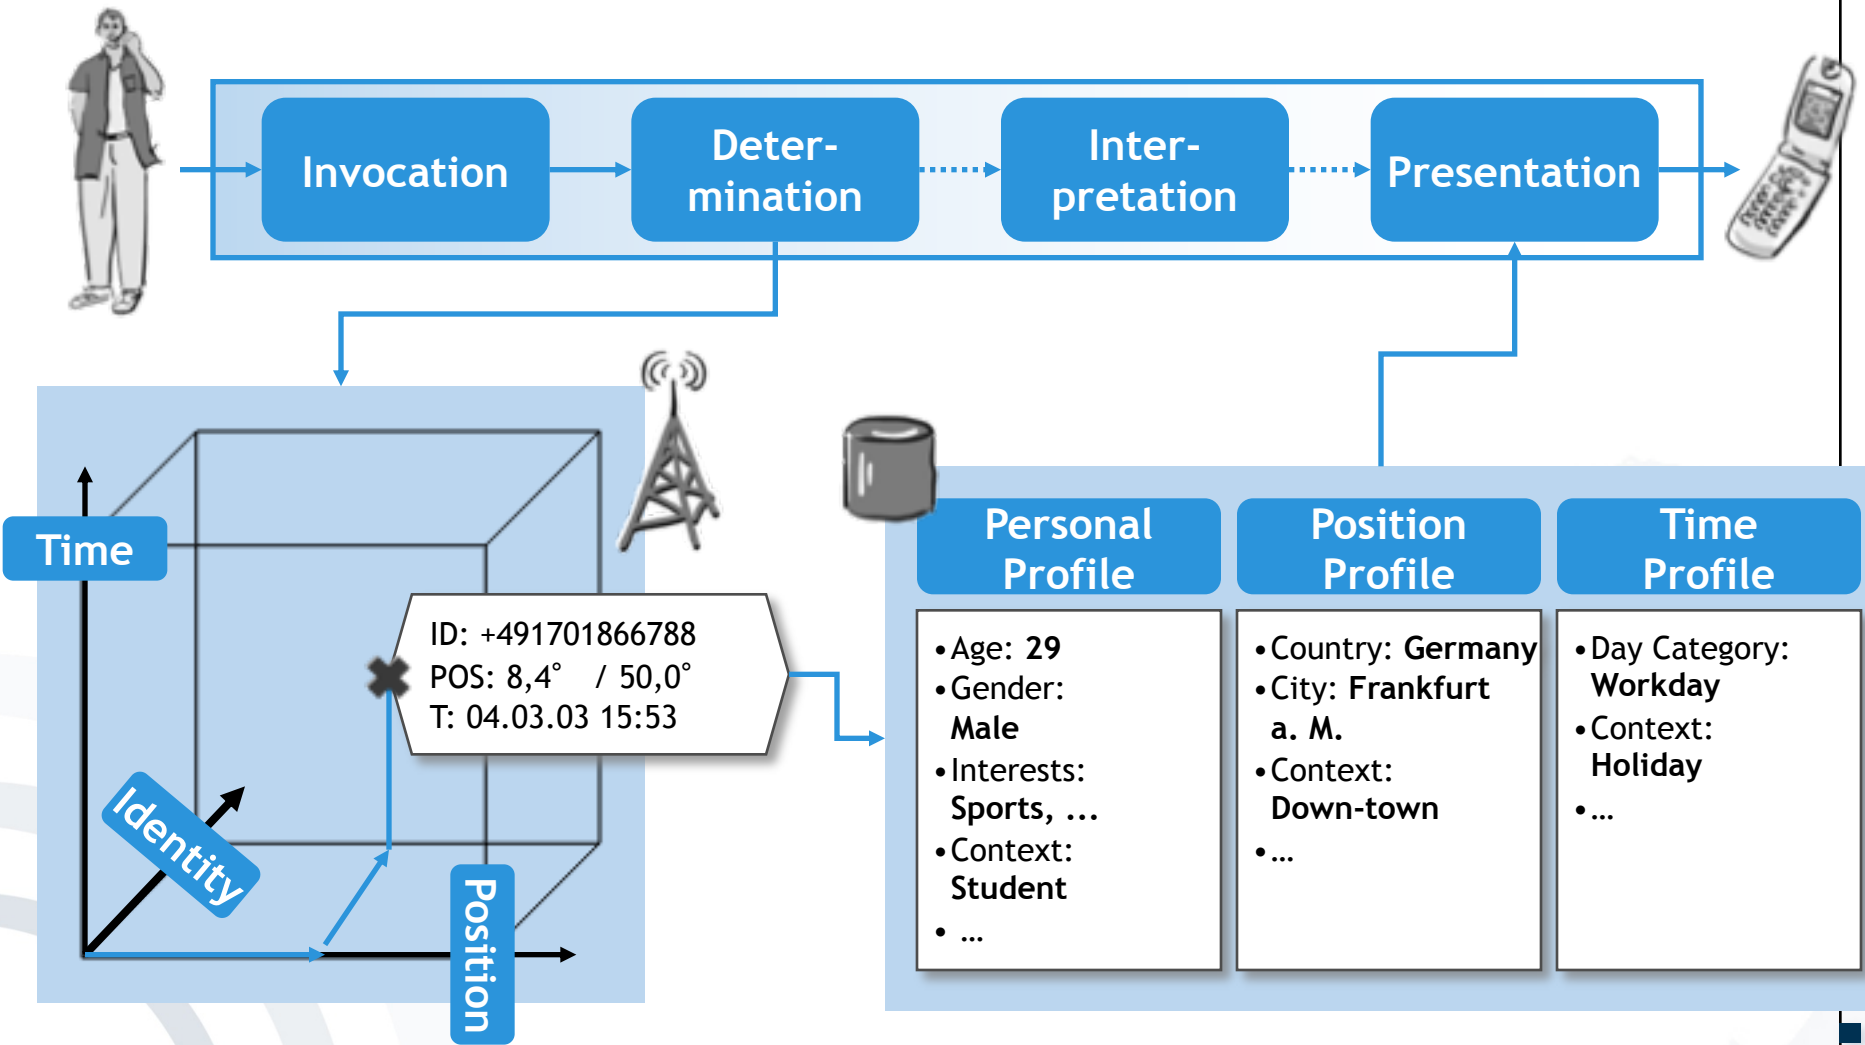 Invocation
Deter-
mination
Inter-
pretation
Presentation
Time
Identity
Position
ID: +491701866788
POS: 8,4° / 50,0°
T: 04.03.03 15:53
Personal
Profile
•Age: 29
•Gender:
Male
•Interests:
Sports, ...
•Context:
Student
• ...
Position
Profile
•Country: Germany
•City: Frankfurt
a. M.
•Context:
Down-town
•...
Time
Profile
•Day Category:
Workday
•Context:
Holiday
•...